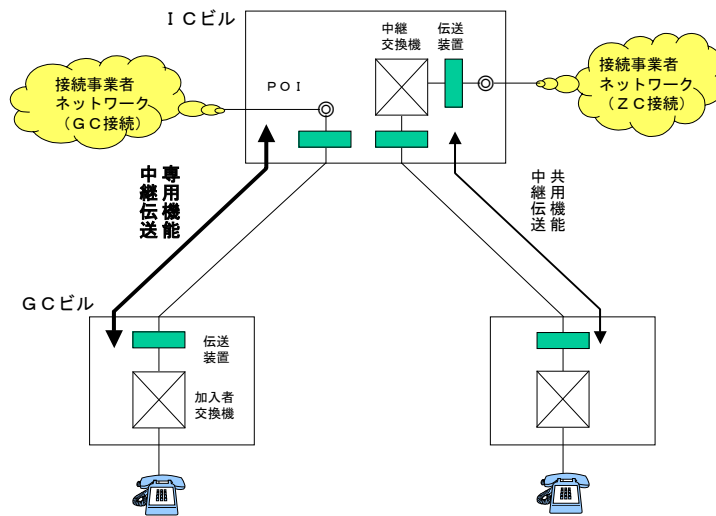 ＩＣビル
中継
交換機
伝送
装置
接続事業者
ネットワーク
（ＧＣ接続）
ＰＯＩ
接続事業者
ネットワーク
（ＺＣ接続）
専用機能
中継伝送
共用機能
中継伝送
ＧＣビル
伝送
装置
加入者
交換機